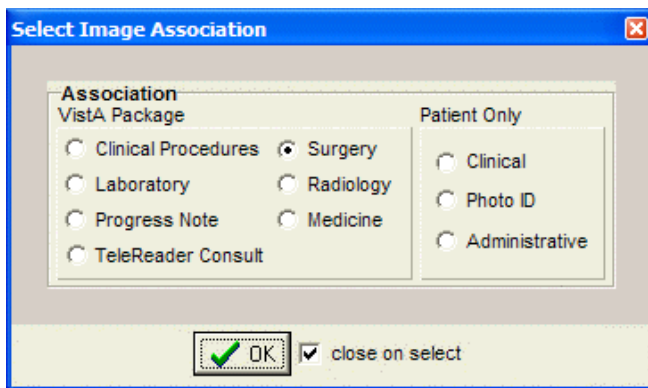 Select Image Association
Association
VistA Package
Patient Only
Clinical Procedures
Surgery
Laboratory
Radiology
Progress Note
Medicine
TeleReader Consult
Clinical
Photo ID
Administrative
OK
close on select